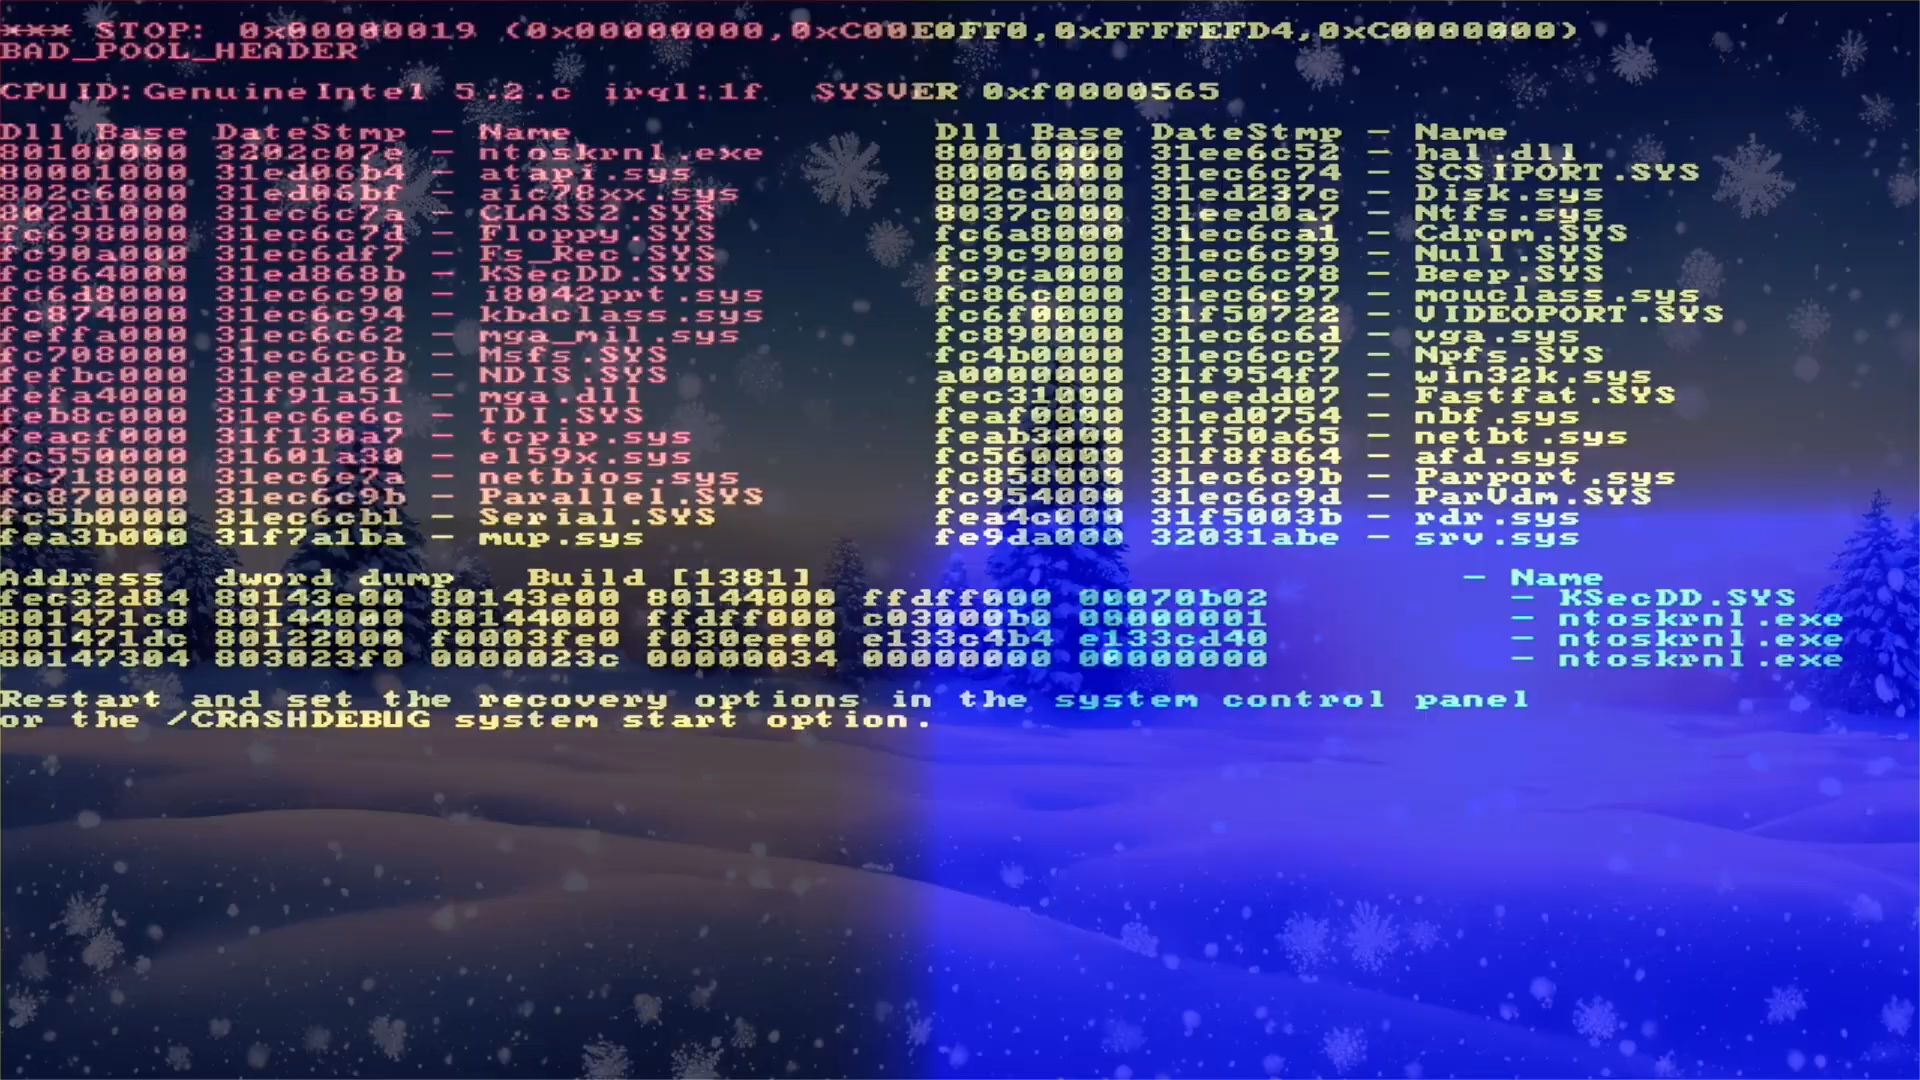 *** STOP: 0x00000019 (0x00000000,0xC00E0FF0,0xFFFFEFD4,0xC0000000)
BAD_POOL_HEADER
CPUID:GenuineIntel 5.2.c irql:1f SYSVER 0xf0000565
Dll Base DateStmp - Name Dll Base DateStmp - Name
80100000 3202c07e - ntoskrnl.exe 80010000 31ee6c52 - hal.dll
80001000 31ed06b4 - atapi.sys 80006000 31ec6c74 - SCSIPORT.SYS
802c6000 31ed06bf - aic78xx.sys 802cd000 31ed237c - Disk.sys
802d1000 31ec6c7a - CLASS2.SYS 8037c000 31eed0a7 - Ntfs.sys
fc698000 31ec6c7d - Floppy.SYS fc6a8000 31ec6ca1 - Cdrom.SYS
fc90a000 31ec6df7 - Fs_Rec.SYS fc9c9000 31ec6c99 - Null.SYS
fc864000 31ed868b - KSecDD.SYS fc9ca000 31ec6c78 - Beep.SYS
fc6d8000 31ec6c90 - i8042prt.sys fc86c000 31ec6c97 - mouclass.sys
fc874000 31ec6c94 - kbdclass.sys fc6f0000 31f50722 - VIDEOPORT.SYS
feffa000 31ec6c62 - mga_mil.sys fc890000 31ec6c6d - vga.sys
fc708000 31ec6ccb - Msfs.SYS fc4b0000 31ec6cc7 - Npfs.SYS
fefbc000 31eed262 - NDIS.SYS a0000000 31f954f7 - win32k.sys
fefa4000 31f91a51 - mga.dll fec31000 31eedd07 - Fastfat.SYS
feb8c000 31ec6e6c - TDI.SYS feaf0000 31ed0754 - nbf.sys
feacf000 31f130a7 - tcpip.sys feab3000 31f50a65 - netbt.sys
fc550000 31601a30 - el59x.sys fc560000 31f8f864 - afd.sys
fc718000 31ec6e7a - netbios.sys fc858000 31ec6c9b - Parport.sys
fc870000 31ec6c9b - Parallel.SYS fc954000 31ec6c9d - ParVdm.SYS
fc5b0000 31ec6cb1 - Serial.SYS fea4c000 31f5003b - rdr.sys
fea3b000 31f7a1ba - mup.sys fe9da000 32031abe - srv.sys
Address dword dump Build [1381] - Name
fec32d84 80143e00 80143e00 80144000 ffdff000 00070b02 - KSecDD.SYS
801471c8 80144000 80144000 ffdff000 c03000b0 00000001 - ntoskrnl.exe
801471dc 80122000 f0003fe0 f030eee0 e133c4b4 e133cd40 - ntoskrnl.exe
80147304 803023f0 0000023c 00000034 00000000 00000000 - ntoskrnl.exe
Restart and set the recovery options in the system control panel
or the /CRASHDEBUG system start option.